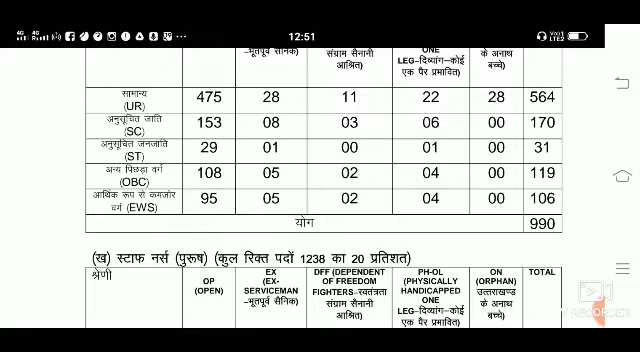 12:51
-भूतपूर्व सैनिक) संग्राम सैनानी आश्रित) ONE LEG-दिव्यांग-कोई एक पैर प्रभावित) के अनाथ बच्चे)
सामान्य (UR) 475 28 11 22 28 564
अनुसूचित जाति (SC) 153 08 03 06 00 170
अनुसूचित जनजाति (ST) 29 01 00 01 00 31
अन्य पिछड़ा वर्ग (OBC) 108 05 02 04 00 119
आर्थिक रूप से कमजोर वर्ग (EWS) 95 05 02 04 00 106
योग 990
(ख) स्टाफ नर्स (पुरूष) (कुल रिक्त पदों 1238 का 20 प्रतिशत)
श्रेणी OP (OPEN) EX (EX-SERVICEMAN -भूतपूर्व सैनिक) DFF (DEPENDENT OF FREEDOM FIGHTERS-स्वतंत्रता संग्राम सैनानी आश्रित) PH-OL (PHYSICALLY HANDICAPPED ONE LEG-दिव्यांग-कोई एक पैर प्रभावित) ON (ORPHAN) उत्तराखण्ड के अनाथ बच्चे) TOTAL